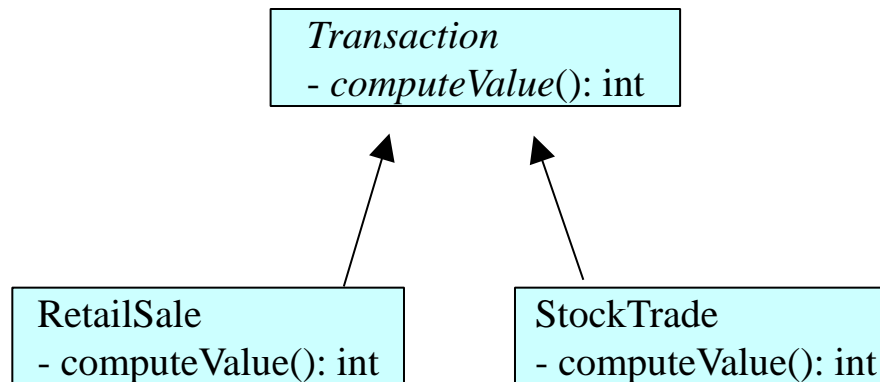 Transaction
- computeValue(): int
RetailSale
- computeValue(): int
StockTrade
- computeValue(): int